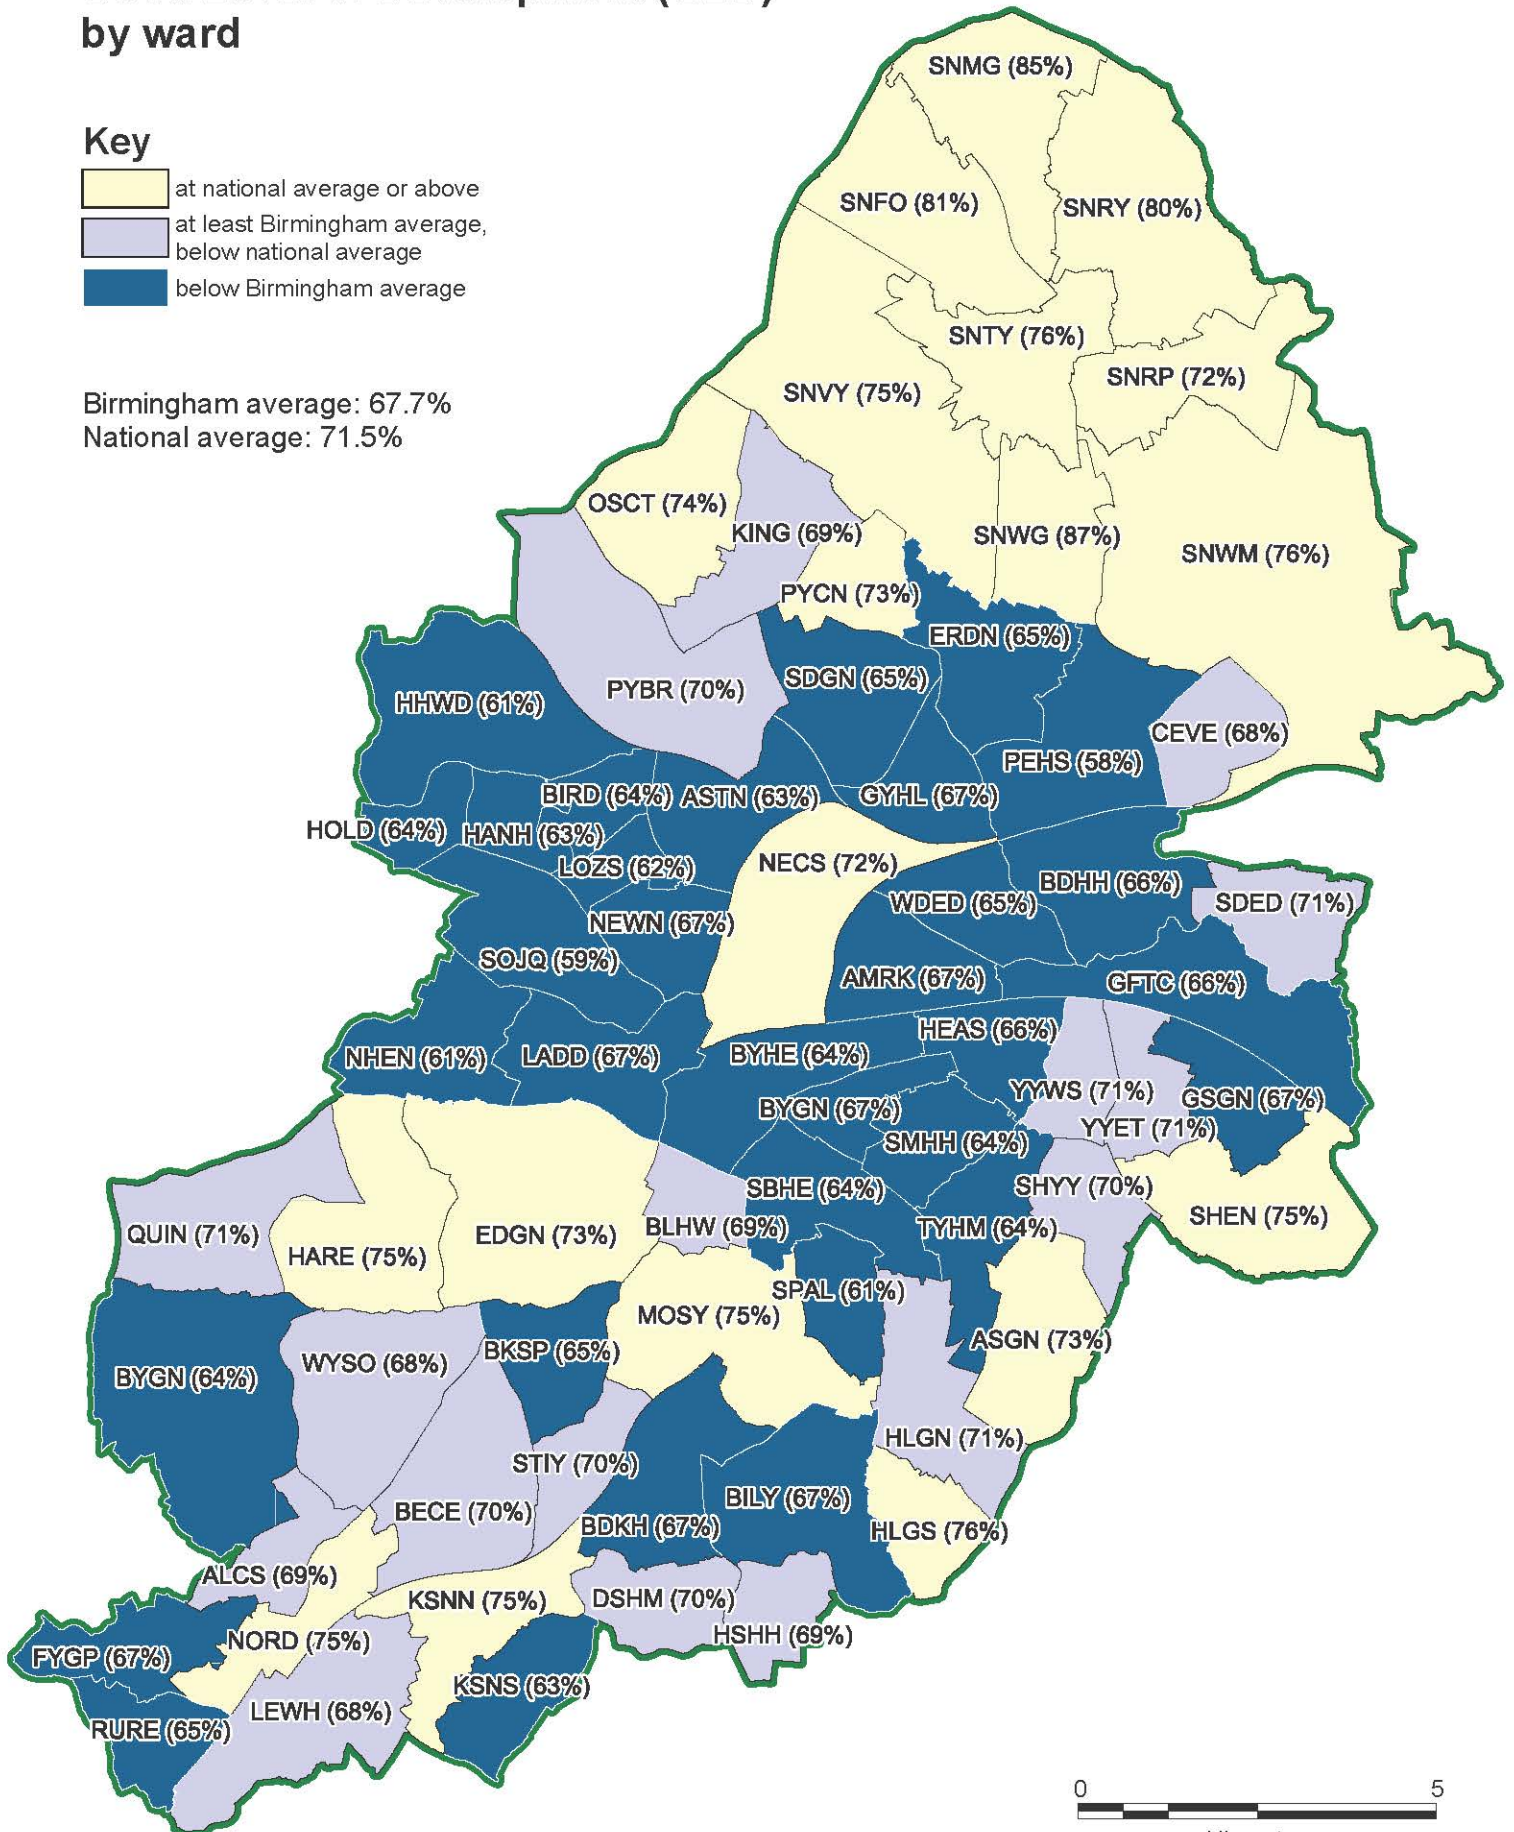 by ward
Key
at national average or above
at least Birmingham average,
below national average
below Birmingham average
Birmingham average: 67.7%
National average: 71.5%
SNMG (85%)
SNFO (81%)
SNRY (80%)
SNTY (76%)
SNRP (72%)
SNVY (75%)
OSCT (74%)
KING (69%)
SNWG (87%)
SNWM (76%)
PYCN (73%)
ERDN (65%)
SDGN (65%)
PYBR (70%)
HHWD (61%)
CEVE (68%)
PEHS (58%)
BIRD (64%)
ASTN (63%)
GYHL (67%)
HOLD (64%)
HANH (63%)
LOZS (62%)
NECS (72%)
BDHH (66%)
WDED (65%)
SDED (71%)
NEWN (67%)
SOJQ (59%)
AMRK (67%)
GFTC (66%)
HEAS (66%)
NHEN (61%)
LADD (67%)
BYHE (64%)
YYWS (71%)
GSGN (67%)
BYGN (67%)
YYET (71%)
SMHH (64%)
SBHE (64%)
SHYY (70%)
SHEN (75%)
QUIN (71%)
HARE (75%)
EDGN (73%)
BLHW (69%)
TYHM (64%)
SPAL (61%)
MOSY (75%)
ASGN (73%)
BYGN (64%)
WYSO (68%)
BKSP (65%)
HLGN (71%)
STIY (70%)
BILY (67%)
BECE (70%)
BDKH (67%)
HLGS (76%)
ALCS (69%)
KSNN (75%)
DSHM (70%)
HSHH (69%)
NORD (75%)
FYGP (67%)
KSNS (63%)
LEWH (68%)
RURE (65%)
0 5